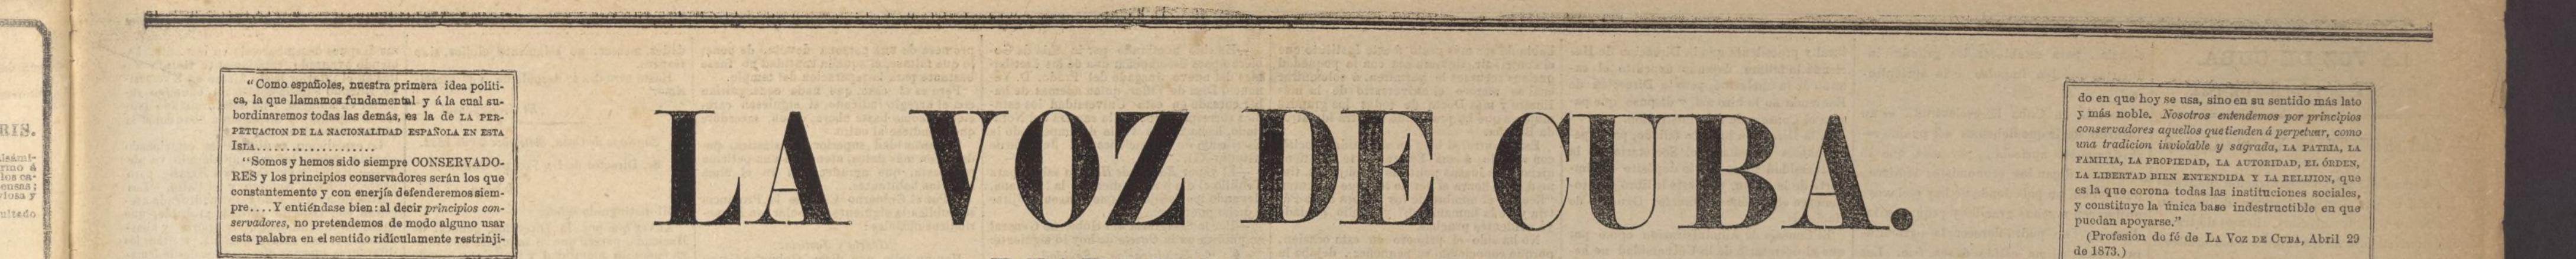 RIS.
los ca-
“Como españoles, nuestra primera idea políti-
ca, la que llamamos fundamental y á la cual su-
bordinaremos todas las demás, es la de LA PER-
PETUACION DE LA NACIONALIDAD ESPAÑOLA EN ESTA
ISLA...................
“Somos y hemos sido siempre CONSERVADO-
RES y los principios conservadores serán los que
constantemente y con enerjía defenderemos siem-
pre....Y entiéndase bien: al decir principios con-
servadores, no pretendemos de modo alguno usar
esta palabra en el sentido ridiculamente restrinji-
LA VOZ DE CUBA.
do en que hoy se usa, sino en su sentido más lato
y más noble. Nosotros entendemos por principios
conservadores aquellos que tienden á perpetuar, como
una tradicion inviolable y sagrada, LA PATRIA, LA
FAMILIA, LA PROPIEDAD, LA AUTORIDAD, EL ÓRDEN,
LA LIBERTAD BIEN ENTENDIDA Y LA RELIJION, que
es la que corona todas las instituciones sociales,
y constituye la única base indestructible en que
puedan apoyarse.”
(Profesion de fé de LA VOZ DE CUBA, Abril 29
de 1873.)